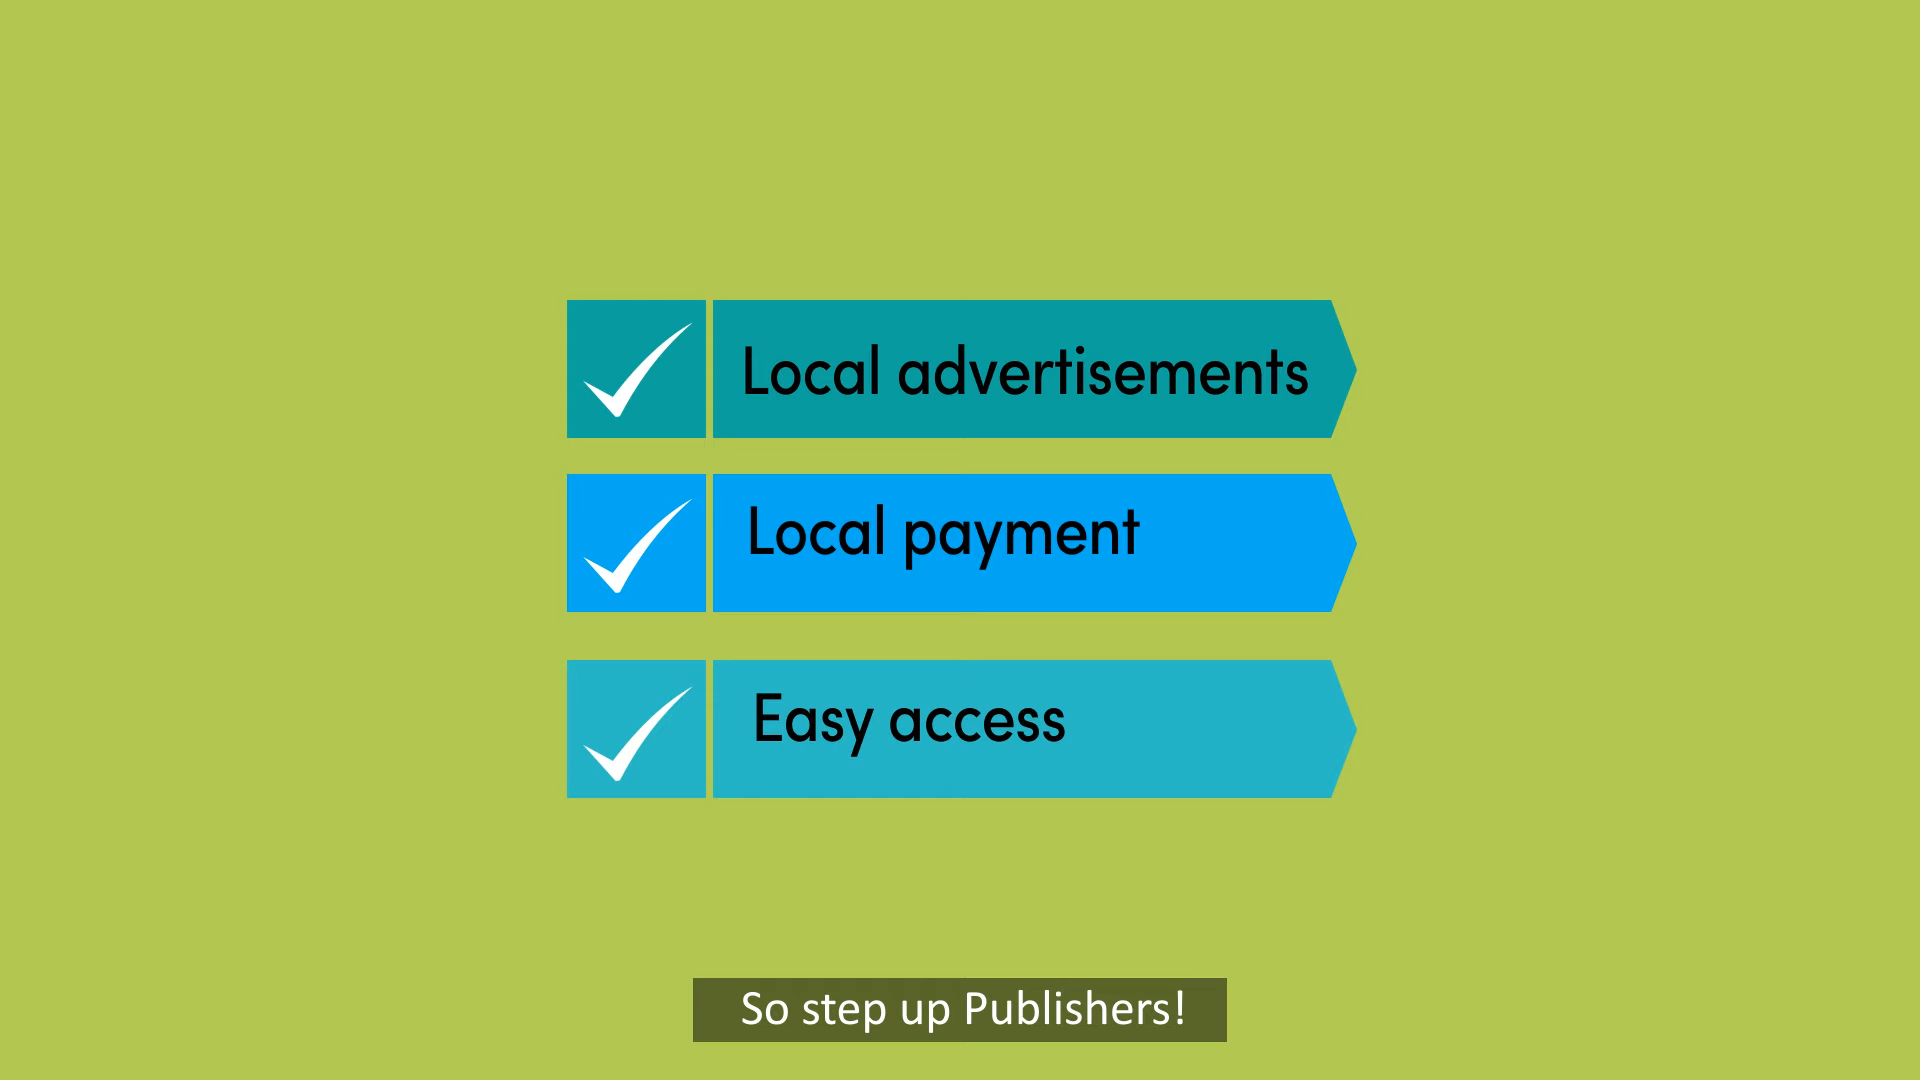 Local advertisements
Local payment
Easy access
So step up Publishers!